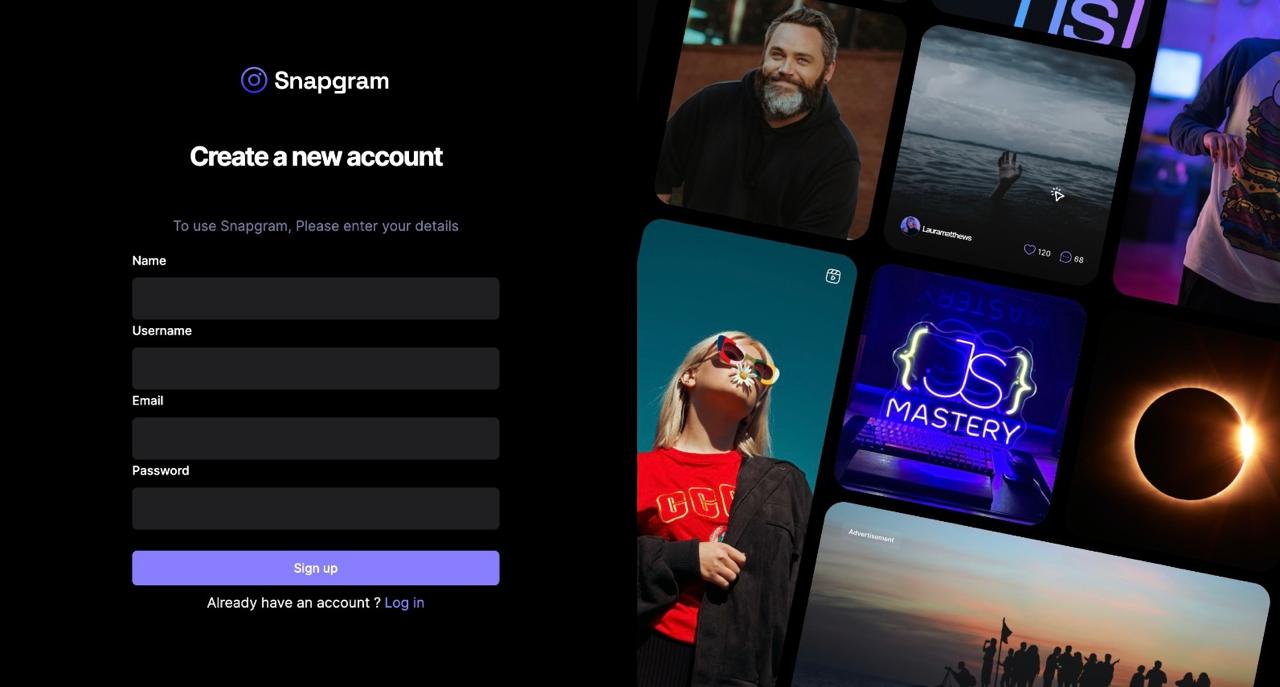 Snapgram
Create a new account
To use Snapgram, Please enter your details
Name
Username
Email
Password
Sign up
Already have an account ? Log in
JS
Lauramatthews
120
68
{JS}
MASTERY
Advertisement